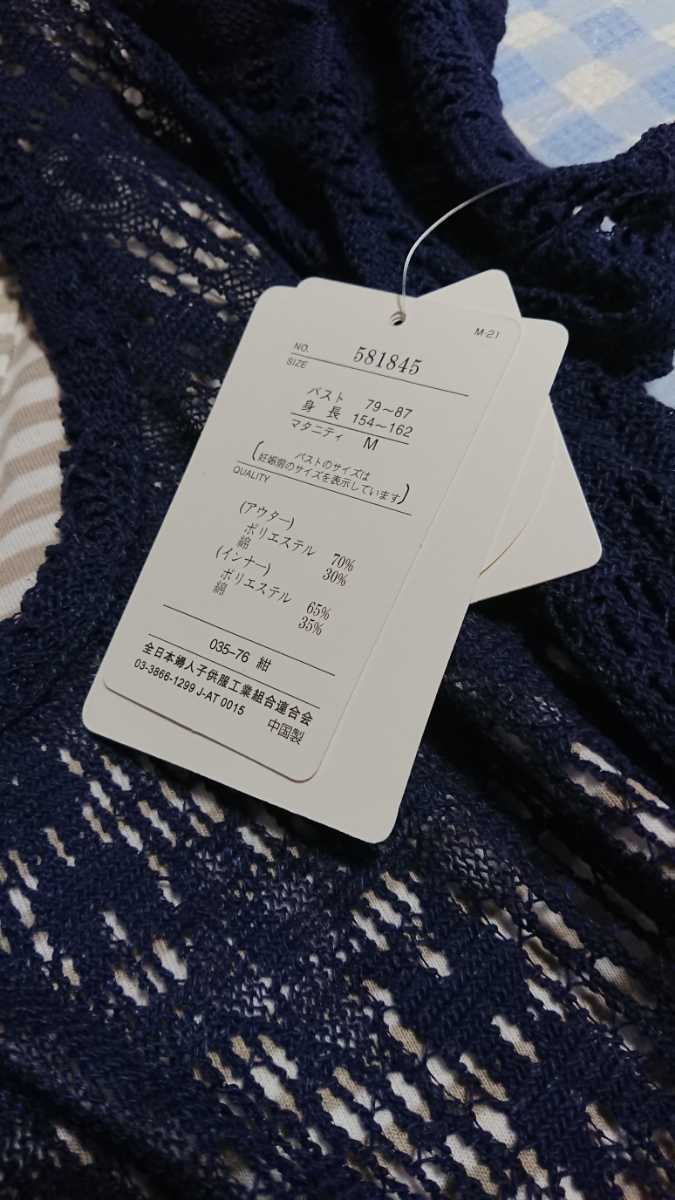 M-21
NO. 581845
SIZE
バスト 79～87
身長 154～162
マタニティ M
(バストのサイズは
妊娠前のサイズを表示しています)
QUALITY
(アウター)
ポリエステル 70%
綿 30%
(インナー)
ポリエステル 65%
綿 35%
035-76 紺
全日本婦人子供服工業組合連合会
03-3866-1299 J-AT 0015
中国製